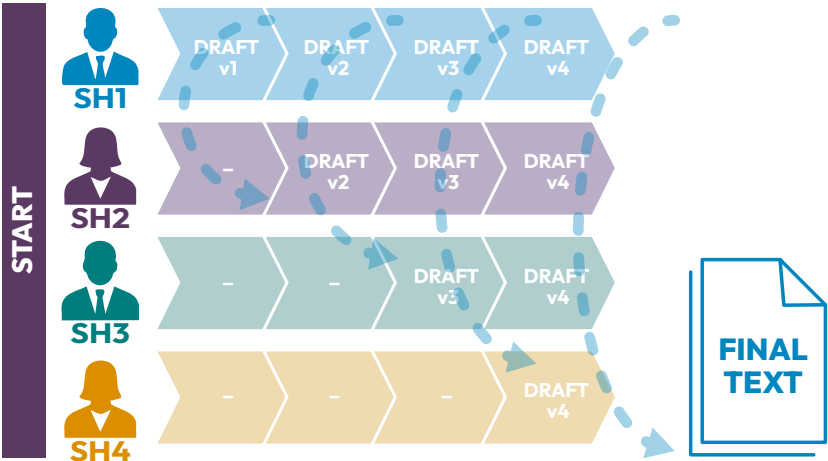 START
SH1
DRAFT
v1
DRAFT
v2
DRAFT
v3
DRAFT
v4
SH2
–
DRAFT
v2
DRAFT
v3
DRAFT
v4
SH3
–
–
DRAFT
v3
DRAFT
v4
SH4
–
–
–
DRAFT
v4
FINAL
TEXT